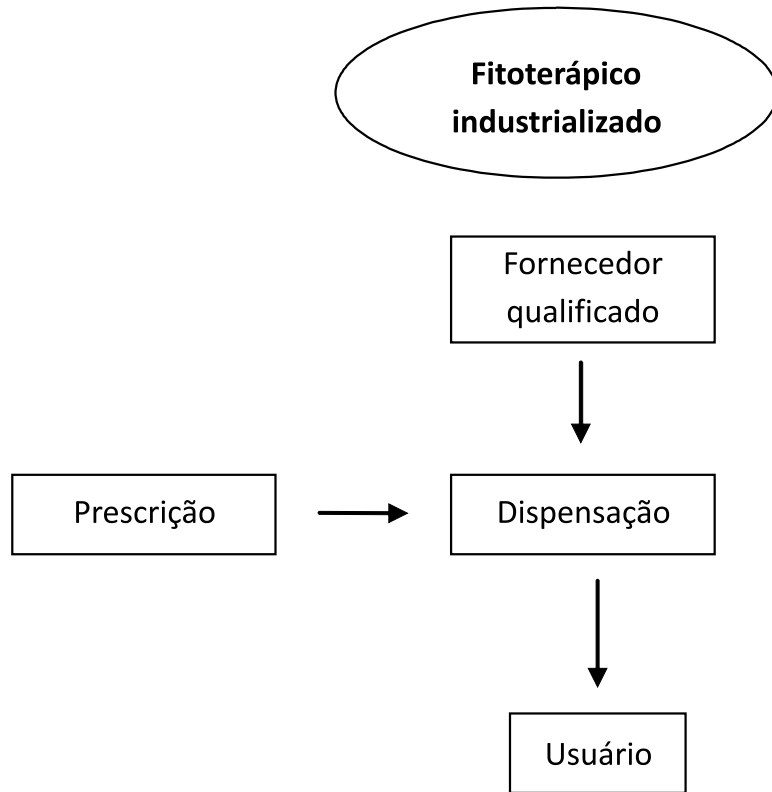 Fitoterápico
industrializado
Fornecedor
qualificado
Prescrição
Dispensação
Usuário